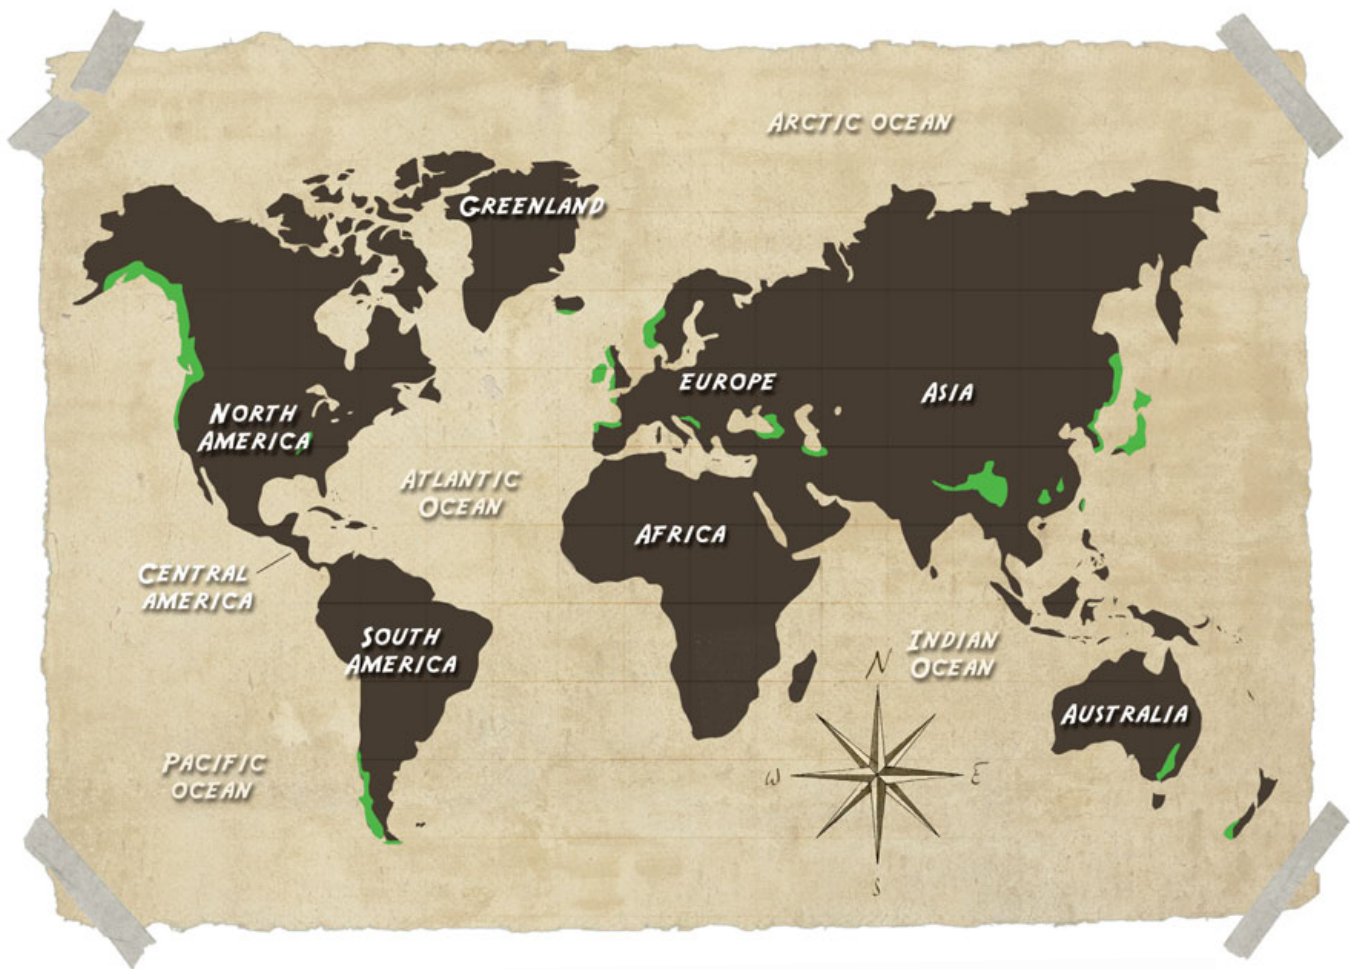 ARCTIC OCEAN
GREENLAND
EUROPE
ASIA
NORTH
AMERICA
ATLANTIC
OCEAN
AFRICA
CENTRAL
AMERICA
SOUTH
AMERICA
INDIAN
OCEAN
N
AUSTRALIA
PACIFIC
OCEAN
W
E
S